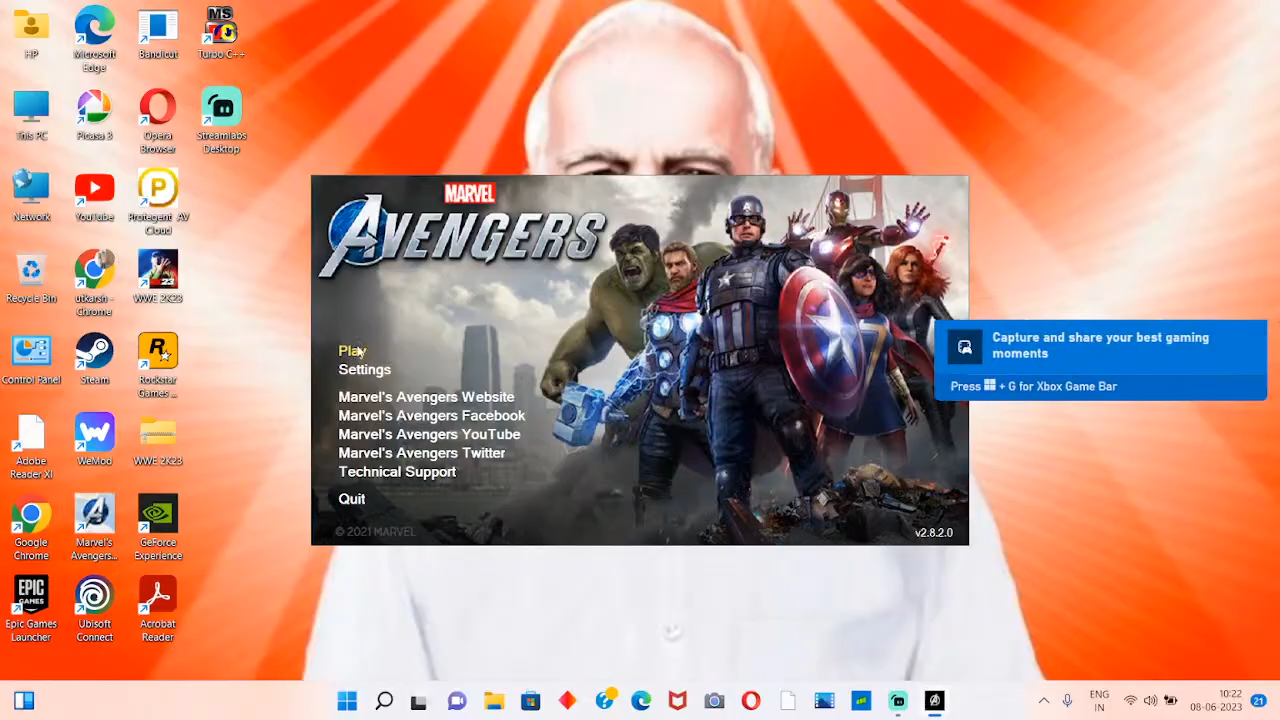 HP
Microsoft
Edge
Bandicut
MS
Turbo C++
This PC
Picasa 3
Opera
Browser
Streamlabs
Desktop
Network
YouTube
P
Protegent AV
Cloud
Recycle Bin
utkarsh -
Chrome
23
WWE 2K23
Control Panel
Steam
R
Rockstar
Games ...
Adobe
Reader XI
WeMod
WWE 2K23
Google
Chrome
Marvel's
Avengers...
GeForce
Experience
EPIC
GAMES
Epic Games
Launcher
Ubisoft
Connect
Acrobat
Reader
MARVEL
AVENGERS
Play
Settings
Marvel's Avengers Website
Marvel's Avengers Facebook
Marvel's Avengers YouTube
Marvel's Avengers Twitter
Technical Support
Quit
© 2021 MARVEL
v2.8.2.0
Capture and share your best gaming
moments
Press + G for Xbox Game Bar
ENG
IN
10:22
08-06-2023
21